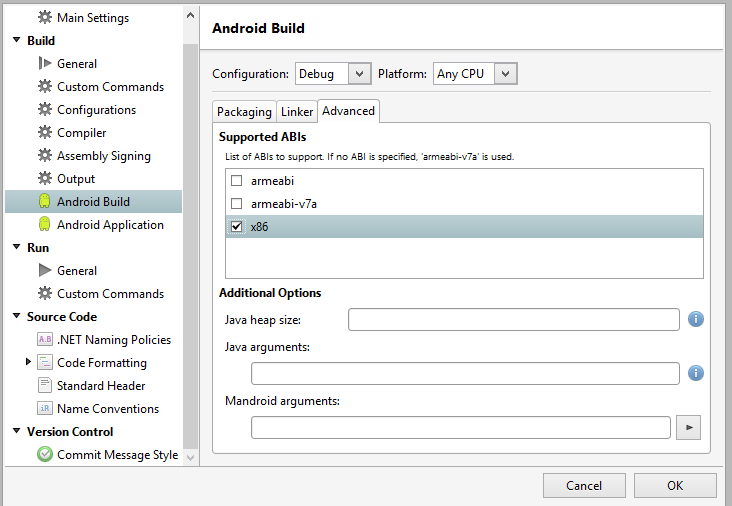 Main Settings
Build
General
Custom Commands
Configurations
Compiler
Assembly Signing
Output
Android Build
Android Application
Run
General
Custom Commands
Source Code
A.B .NET Naming Policies
Code Formatting
Standard Header
iR Name Conventions
Version Control
Commit Message Style
Android Build
Configuration: Debug Platform: Any CPU
Packaging Linker Advanced
Supported ABIs
List of ABIs to support. If no ABI is specified, 'armeabi-v7a' is used.
armeabi
armeabi-v7a
x86
Additional Options
Java heap size:
Java arguments:
Mandroid arguments:
Cancel OK